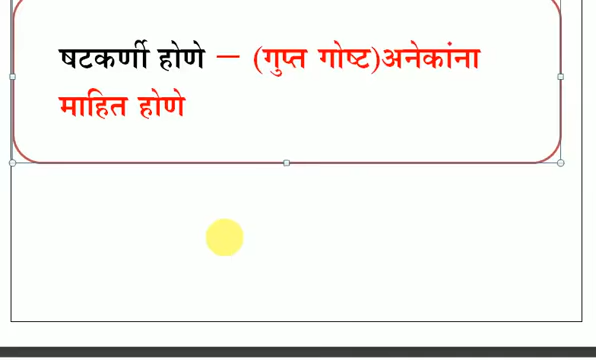 षटकर्णी होणे – (गुप्त गोष्ट)अनेकांना
माहित होणे